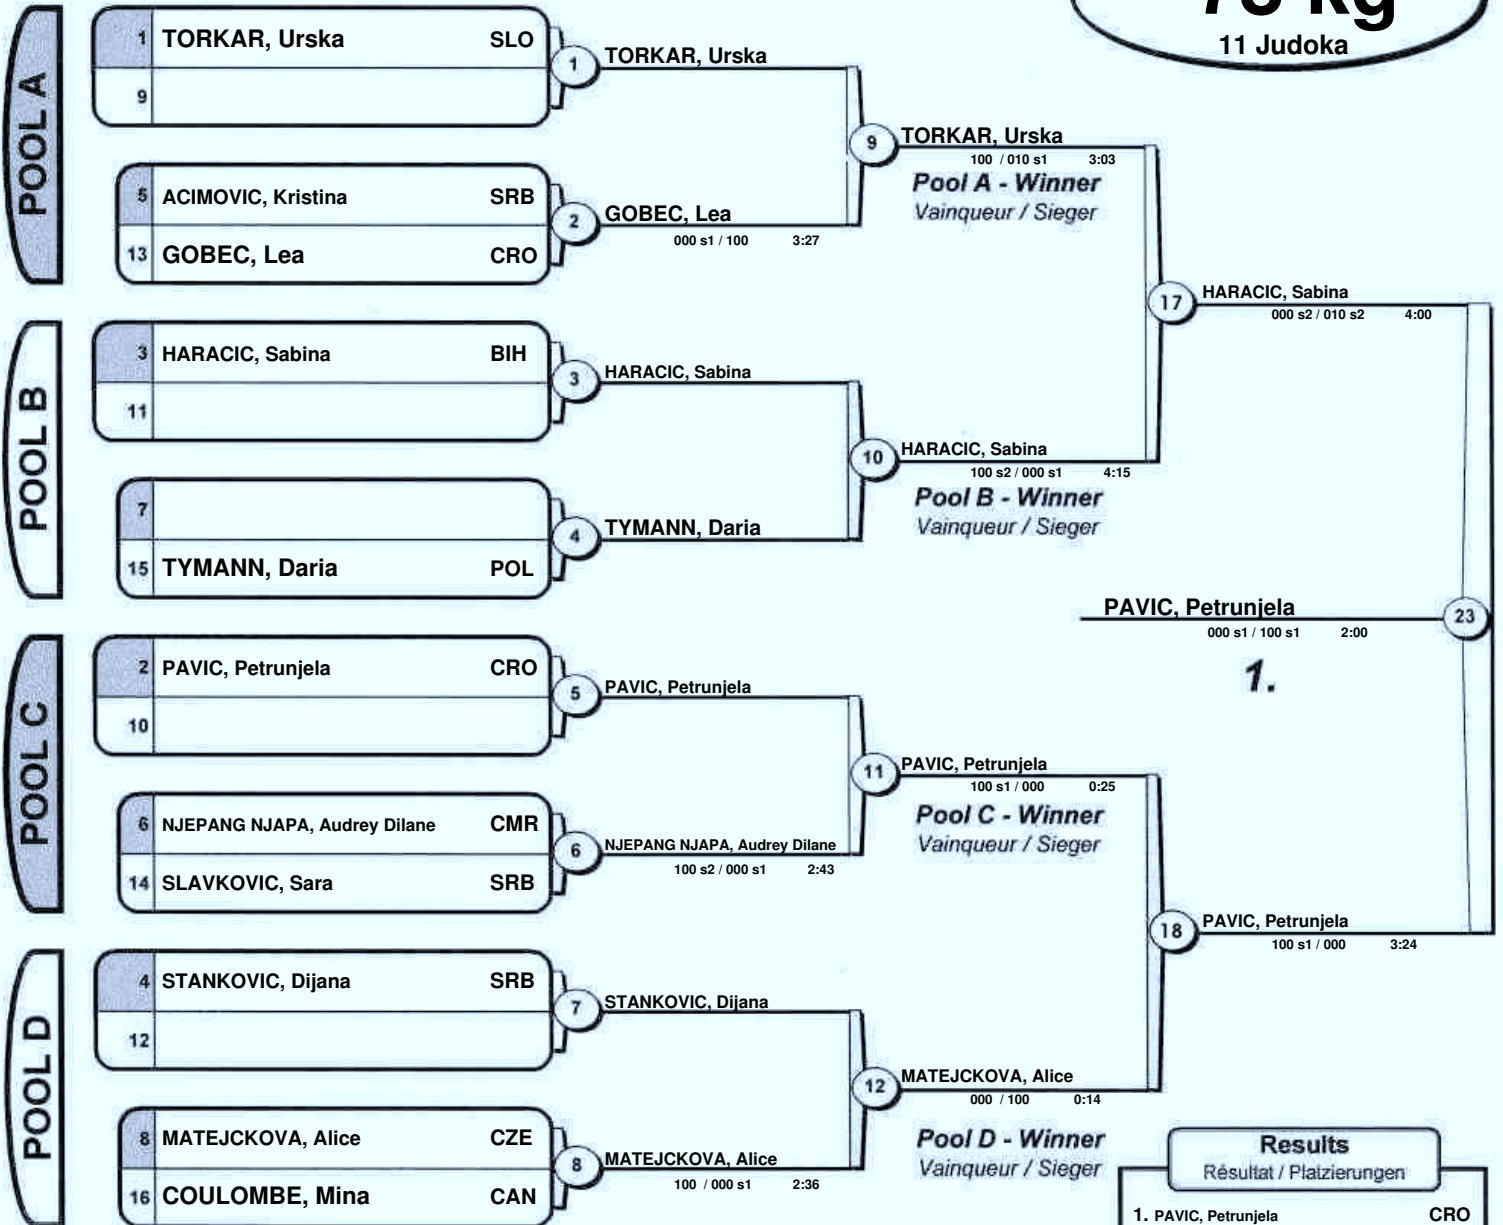 11 Judoka
POOL A
1 TORKAR, Urska SLO
9
1
TORKAR, Urska
5 ACIMOVIC, Kristina SRB
13 GOBEC, Lea CRO
2
GOBEC, Lea
000 s1 / 100 3:27
9
TORKAR, Urska
100 / 010 s1 3:03
Pool A - Winner
Vainqueur / Sieger
POOL B
3 HARACIC, Sabina BIH
11
3
HARACIC, Sabina
7
15 TYMANN, Daria POL
4
TYMANN, Daria
10
HARACIC, Sabina
100 s2 / 000 s1 4:15
Pool B - Winner
Vainqueur / Sieger
17
HARACIC, Sabina
000 s2 / 010 s2 4:00
PAVIC, Petrunjela
000 s1 / 100 s1 2:00
23
1.
POOL C
2 PAVIC, Petrunjela CRO
10
5
PAVIC, Petrunjela
6 NJEPANG NJAPA, Audrey Dilane CMR
14 SLAVKOVIC, Sara SRB
6
NJEPANG NJAPA, Audrey Dilane
100 s2 / 000 s1 2:43
11
PAVIC, Petrunjela
100 s1 / 000 0:25
Pool C - Winner
Vainqueur / Sieger
18
PAVIC, Petrunjela
100 s1 / 000 3:24
POOL D
4 STANKOVIC, Dijana SRB
12
7
STANKOVIC, Dijana
8 MATEJCKOVA, Alice CZE
16 COULOMBE, Mina CAN
8
MATEJCKOVA, Alice
100 / 000 s1 2:36
12
MATEJCKOVA, Alice
000 / 100 0:14
Pool D - Winner
Vainqueur / Sieger
Results
Résultat / Platzierungen
1. PAVIC, Petrunjela CRO